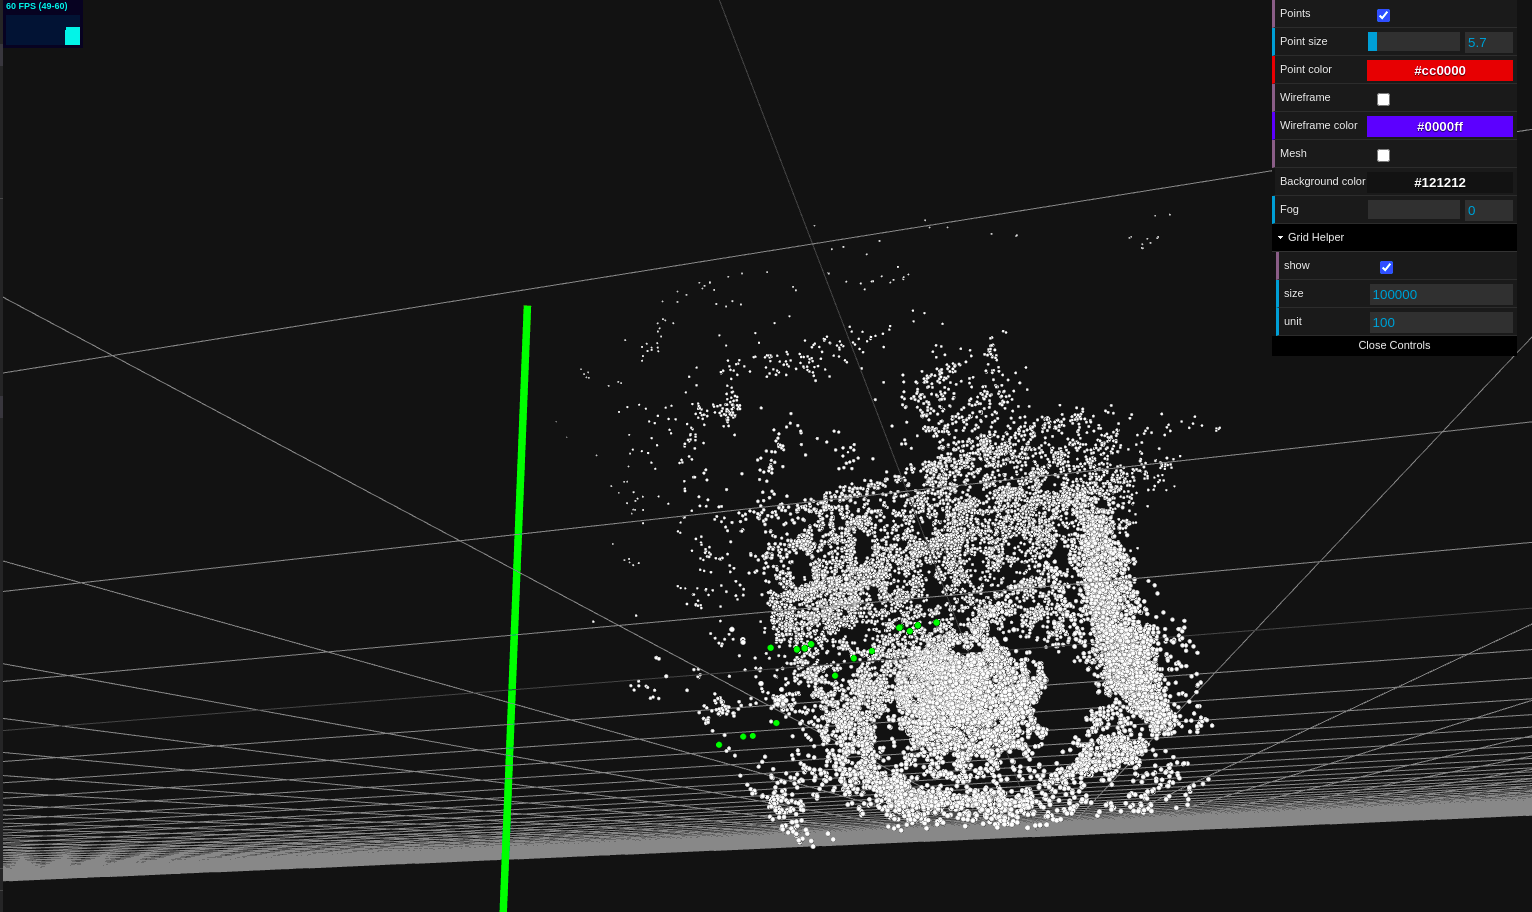 60 FPS (49-60)
Points
Point size 5.7
Point color #cc0000
Wireframe
Wireframe color #0000ff
Mesh
Background color #121212
Fog 0
Grid Helper
show
size 100000
unit 100
Close Controls